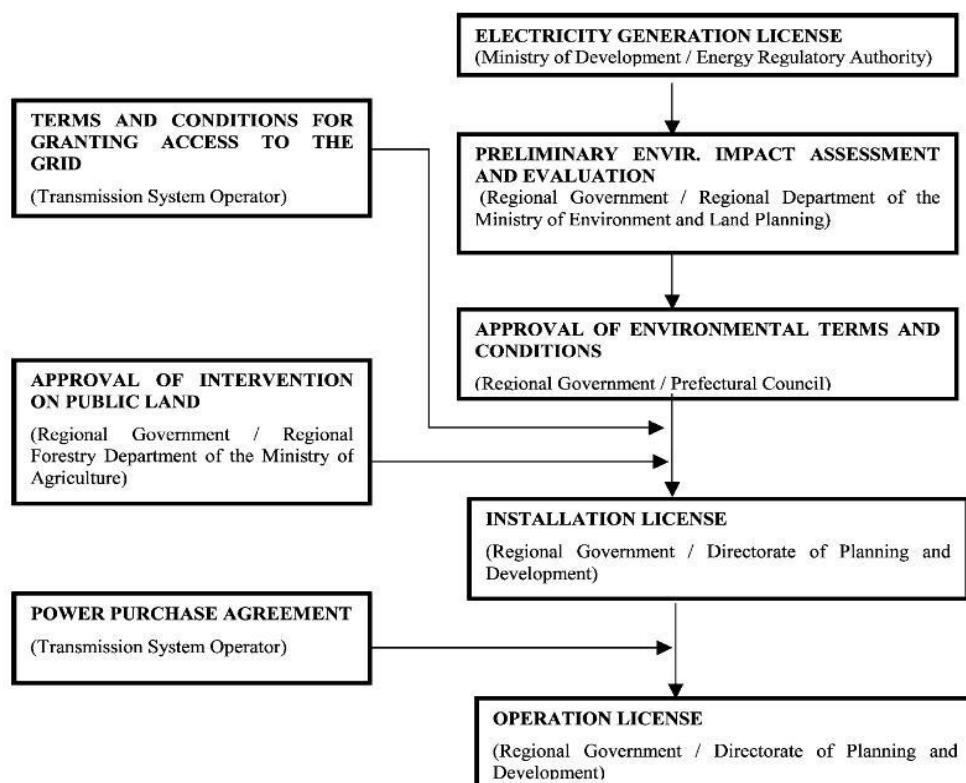 ELECTRICITY GENERATION LICENSE
(Ministry of Development / Energy Regulatory Authority)
TERMS AND CONDITIONS FOR
GRANTING ACCESS TO THE
GRID
(Transmission System Operator)
PRELIMINARY ENVIR. IMPACT ASSESSMENT
AND EVALUATION
(Regional Government / Regional Department of the
Ministry of Environment and Land Planning)
APPROVAL OF ENVIRONMENTAL TERMS AND
CONDITIONS
(Regional Government / Prefectural Council)
APPROVAL OF INTERVENTION
ON PUBLIC LAND
(Regional Government / Regional
Forestry Department of the Ministry of
Agriculture)
INSTALLATION LICENSE
(Regional Government / Directorate of Planning and
Development)
POWER PURCHASE AGREEMENT
(Transmission System Operator)
OPERATION LICENSE
(Regional Government / Directorate of Planning and
Development)